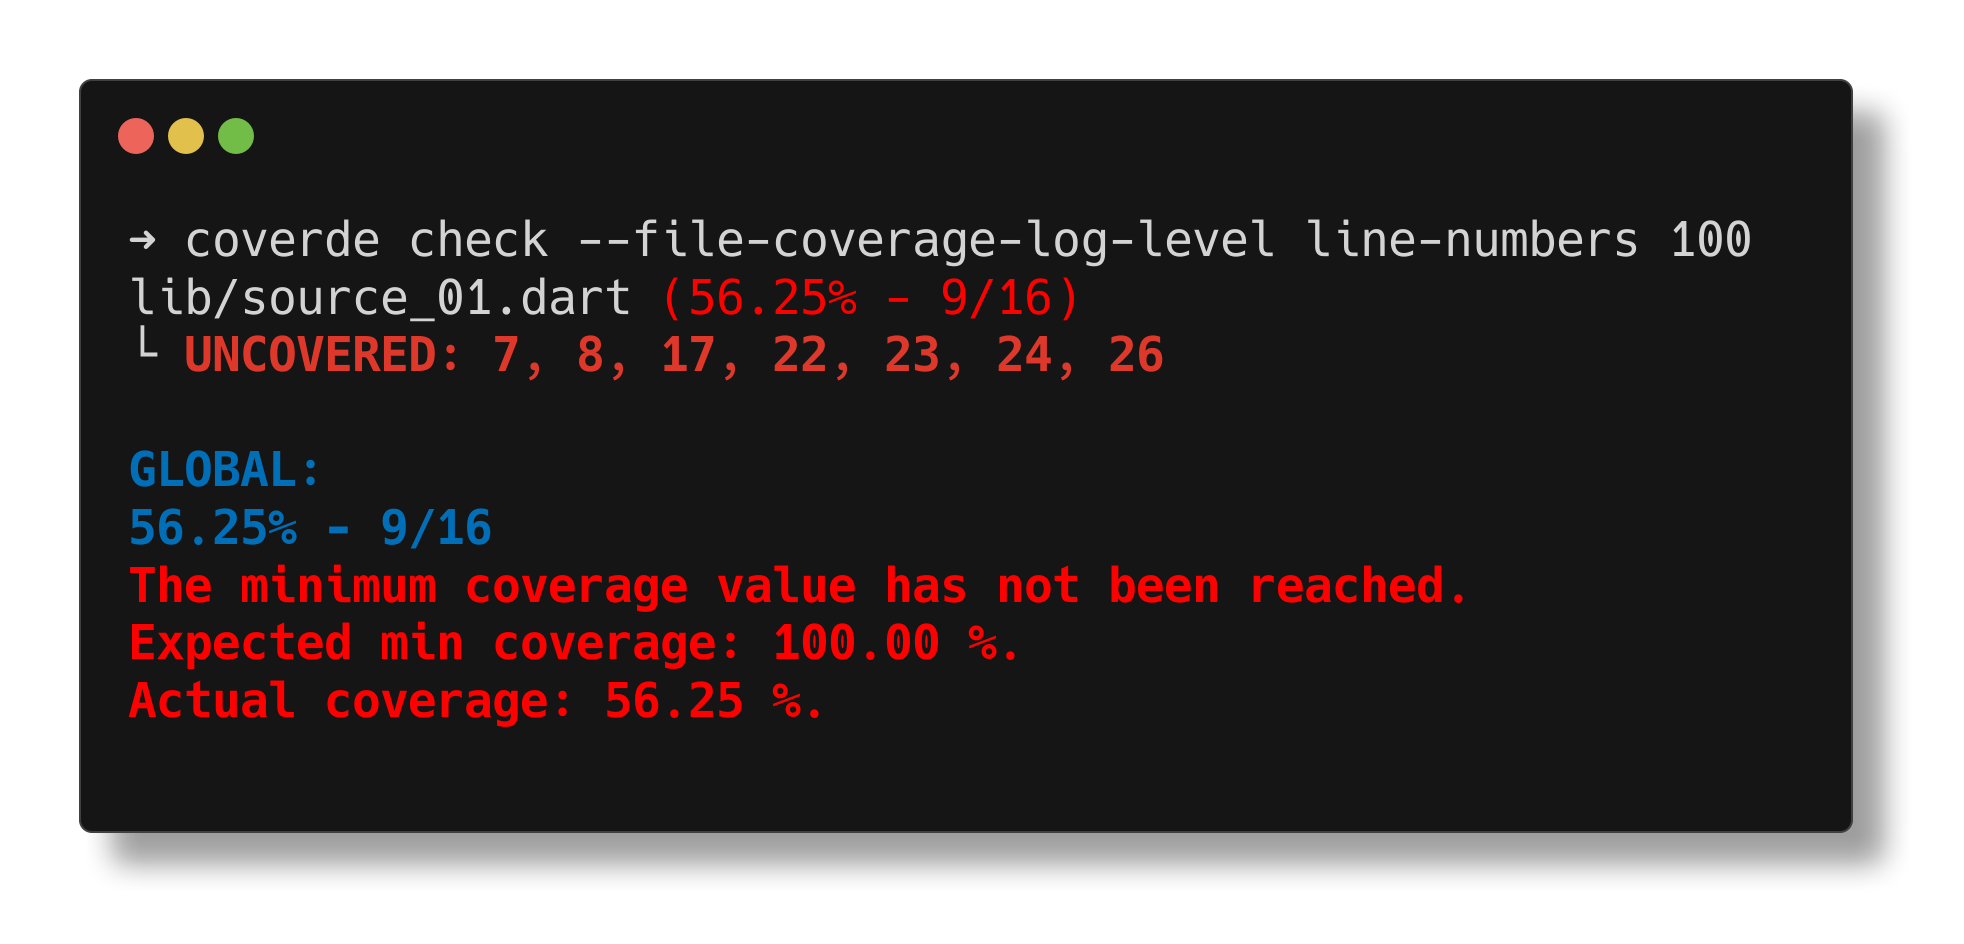 ➜ coverde check --file-coverage-log-level line-numbers 100
lib/source_01.dart (56.25% - 9/16)
└ UNCOVERED: 7, 8, 17, 22, 23, 24, 26
GLOBAL:
56.25% - 9/16
The minimum coverage value has not been reached.
Expected min coverage: 100.00 %.
Actual coverage: 56.25 %.